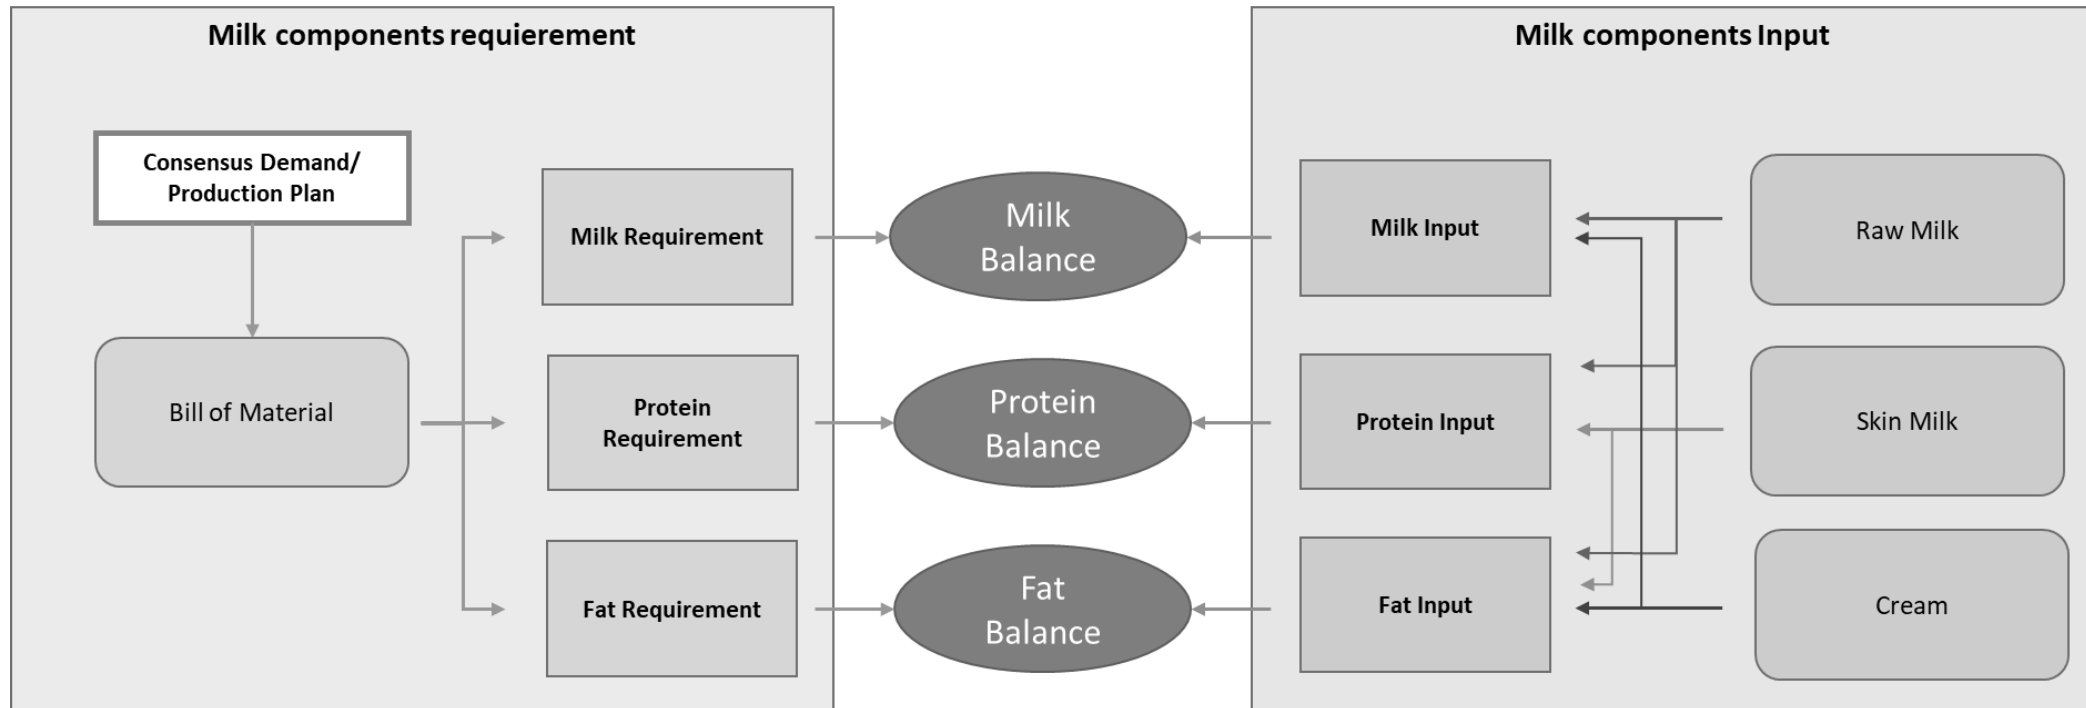 Milk components requierement
Consensus Demand/
Production Plan
Bill of Material
Milk Requirement
Protein
Requirement
Fat Requirement
Milk
Balance
Protein
Balance
Fat
Balance
Milk components Input
Milk Input
Protein Input
Fat Input
Raw Milk
Skin Milk
Cream